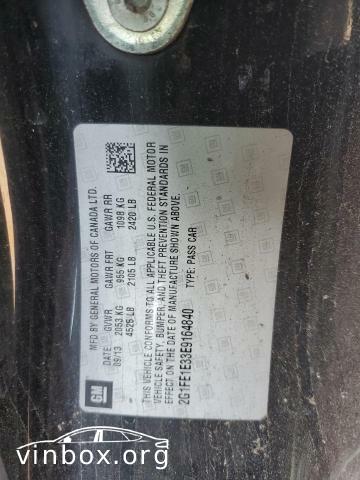 GM
MFD BY GENERAL MOTORS OF CANADA LTD.
DATE GVWR GAWR FRT GAWR RR
09/13 2053 KG 955 KG 1098 KG
4525 LB 2105 LB 2420 LB
THIS VEHICLE CONFORMS TO ALL APPLICABLE U.S. FEDERAL MOTOR
VEHICLE SAFETY, BUMPER, AND THEFT PREVENTION STANDARDS IN
EFFECT ON THE DATE OF MANUFACTURE SHOWN ABOVE.
2G1FE1E33E9164840 TYPE: PASS CAR
vinbox.org